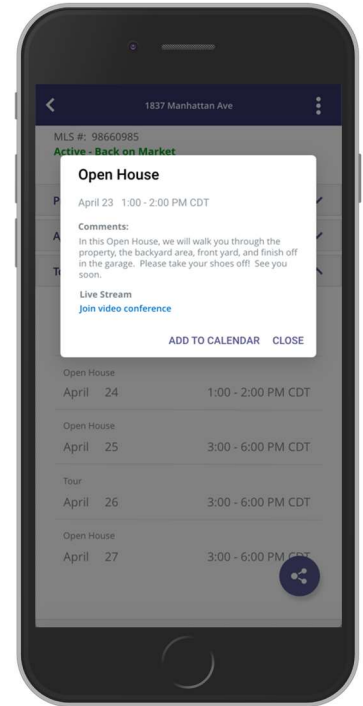 1837 Manhattan Ave
MLS #: 98660985
Active - Back on Market
Open House
April 23 1:00 - 2:00 PM CDT
Comments:
In this Open House, we will walk you through the
property, the backyard area, front yard, and finish off
in the garage. Please take your shoes off! See you
soon.
Live Stream
Join video conference
ADD TO CALENDAR CLOSE
Open House
April 24 1:00 - 2:00 PM CDT
Open House
April 25 3:00 - 6:00 PM CDT
Tour
April 26 3:00 - 6:00 PM CDT
Open House
April 27 3:00 - 6:00 PM CDT